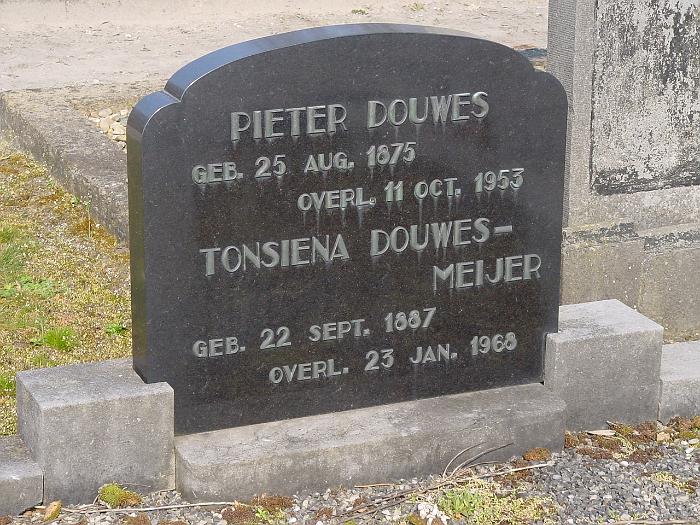 PIETER DOUWES
GEB. 25 AUG. 1875
OVERL. 11 OCT. 1953
TONSIENA DOUWES-
MEIJER
GEB. 22 SEPT. 1887
OVERL. 23 JAN. 1968